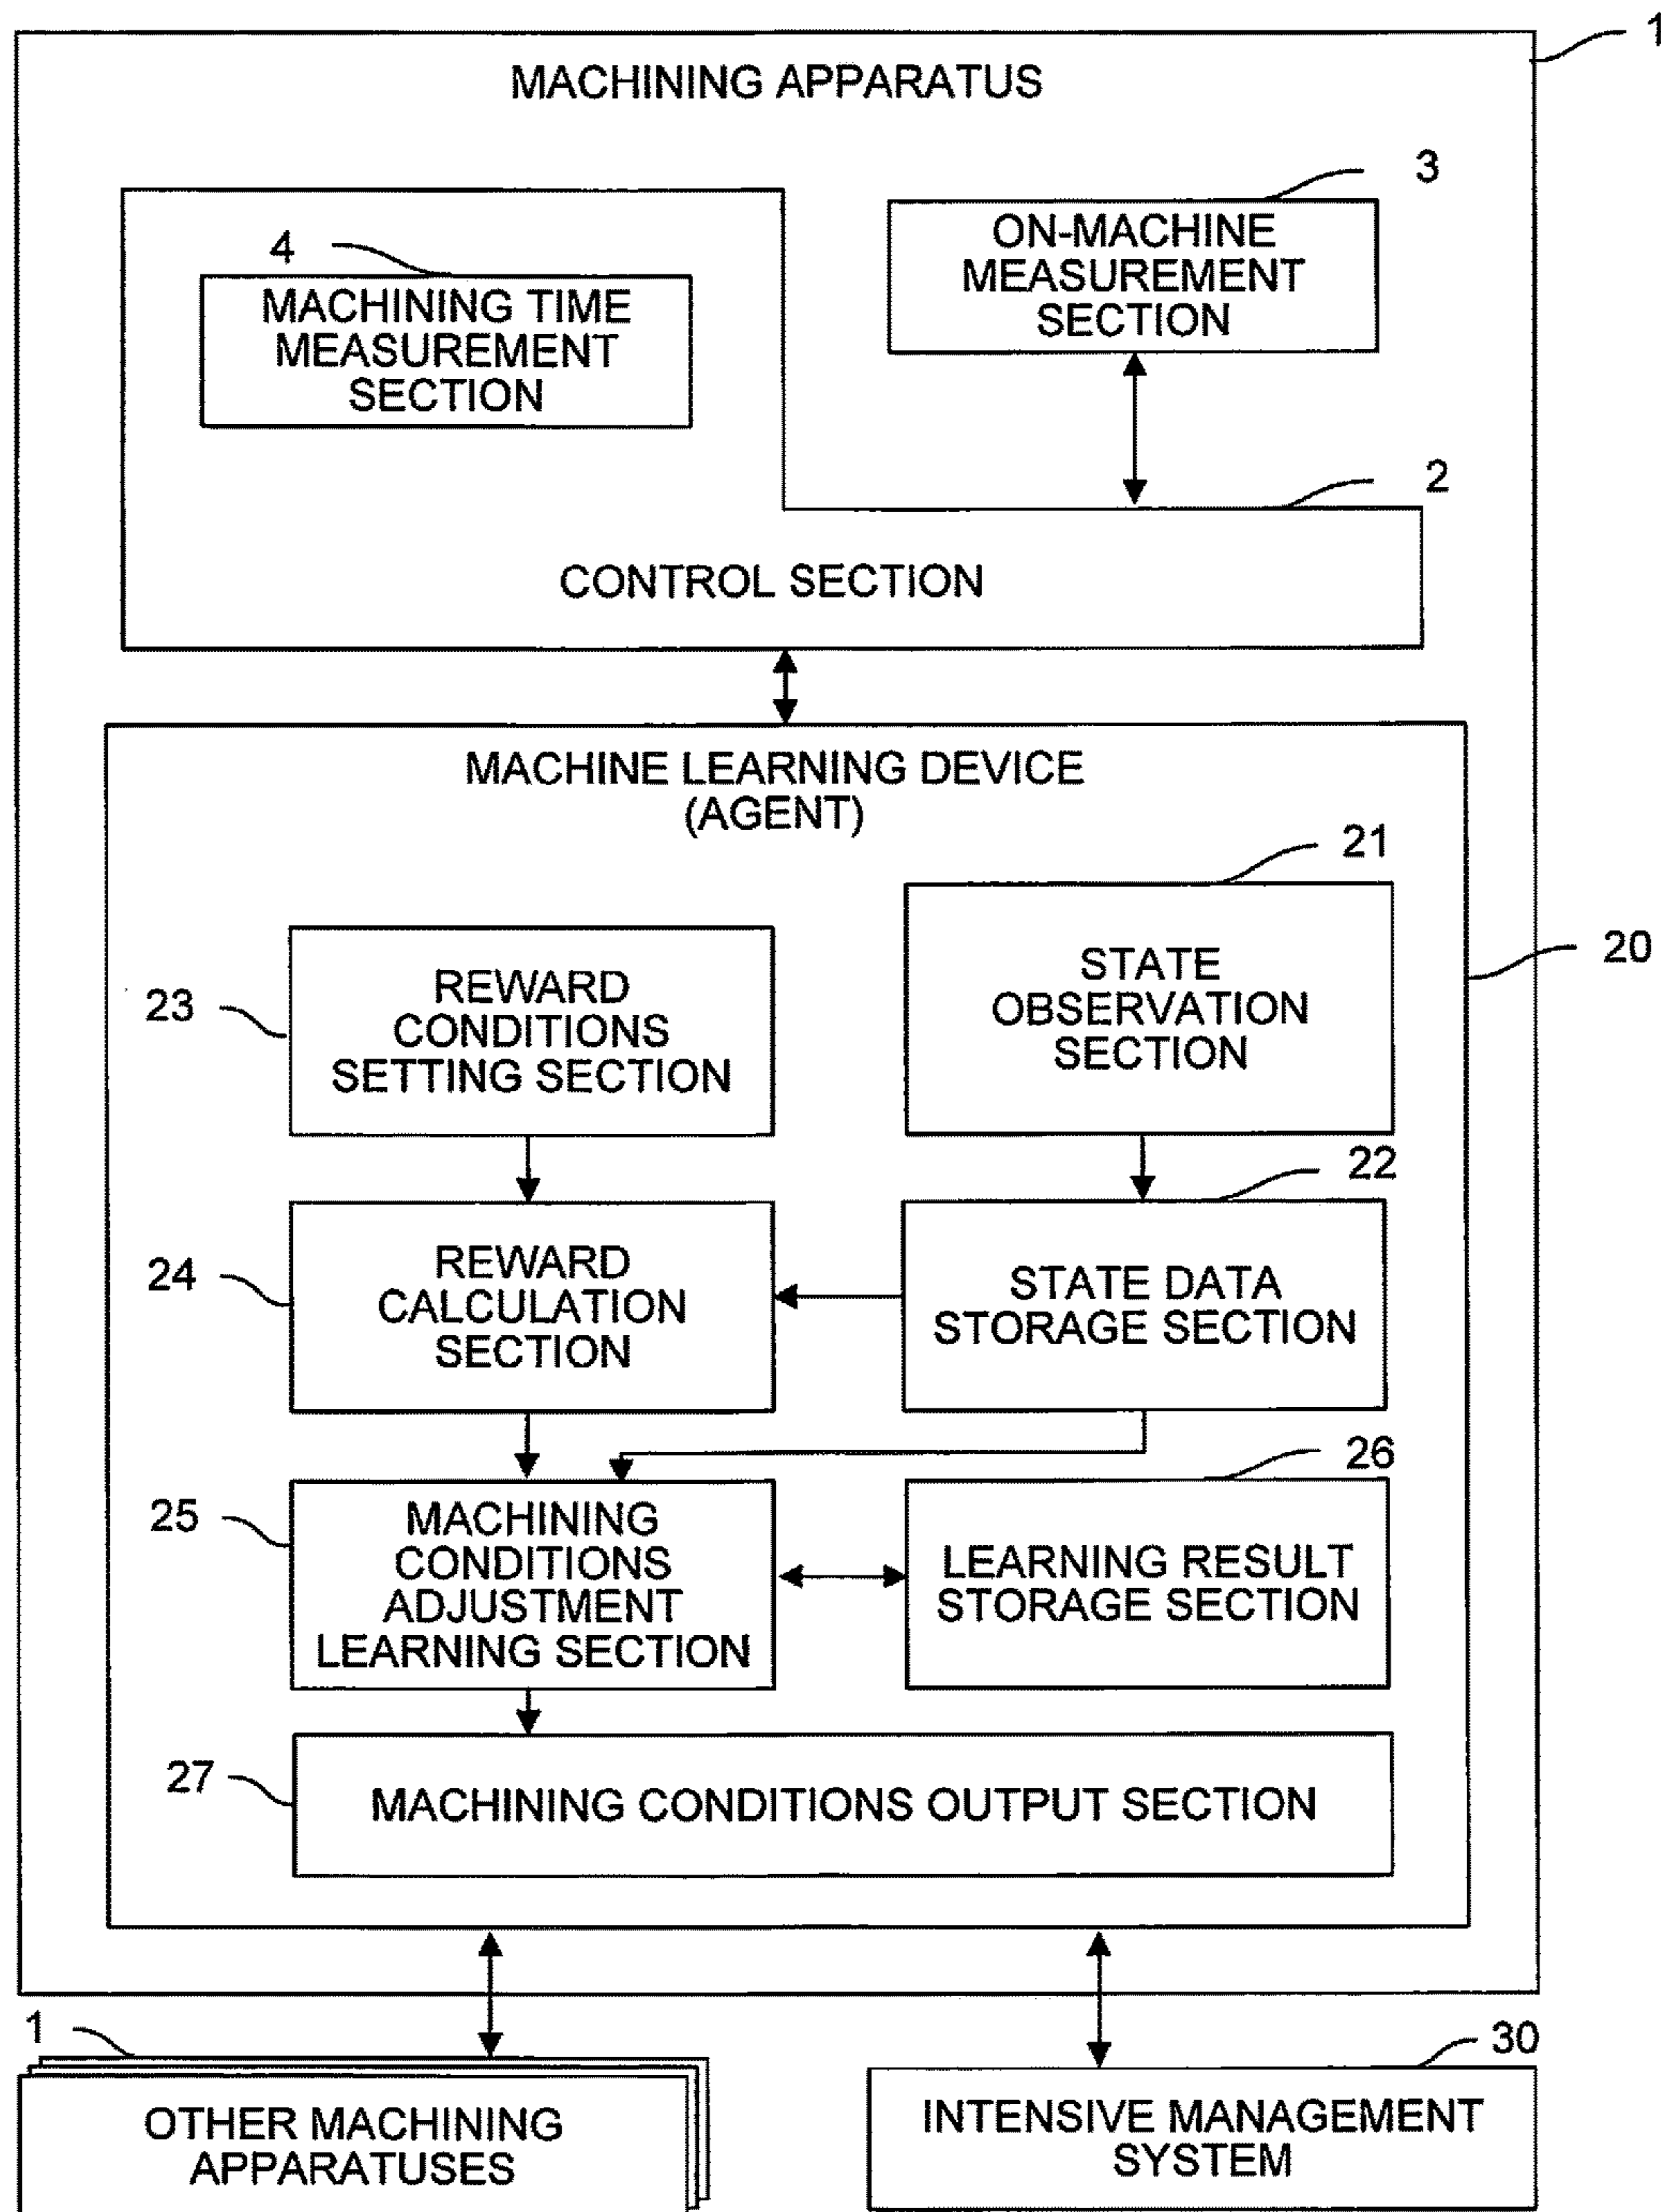 1
MACHINING APPARATUS
3
ON-MACHINE
MEASUREMENT
SECTION
4
MACHINING TIME
MEASUREMENT
SECTION
2
CONTROL SECTION
MACHINE LEARNING DEVICE
(AGENT)
21
20
23
REWARD
CONDITIONS
SETTING SECTION
STATE
OBSERVATION
SECTION
22
24
REWARD
CALCULATION
SECTION
STATE DATA
STORAGE SECTION
26
25
MACHINING
CONDITIONS
ADJUSTMENT
LEARNING SECTION
LEARNING RESULT
STORAGE SECTION
27
MACHINING CONDITIONS OUTPUT SECTION
1
OTHER MACHINING
APPARATUSES
30
INTENSIVE MANAGEMENT
SYSTEM